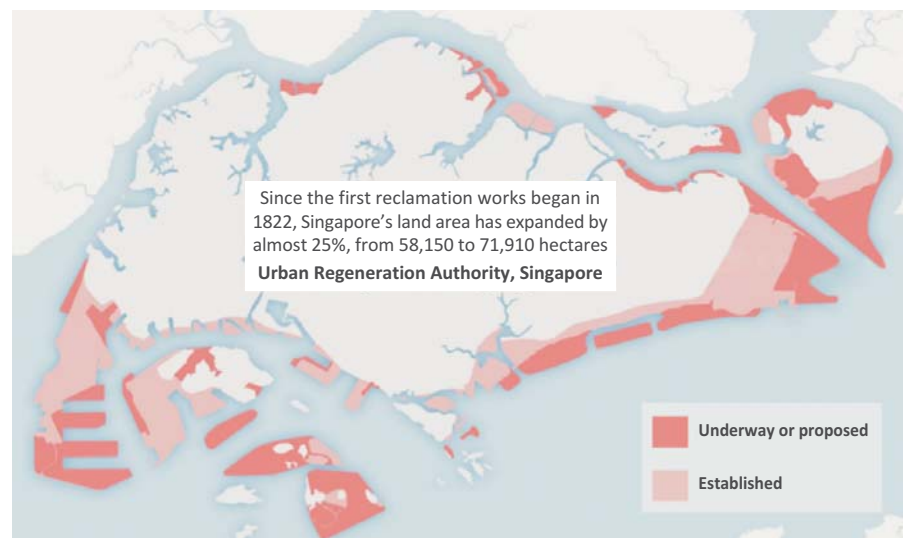 Since the first reclamation works began in
1822, Singapore's land area has expanded by
almost 25%, from 58,150 to 71,910 hectares
Urban Regeneration Authority, Singapore
Underway or proposed
Established